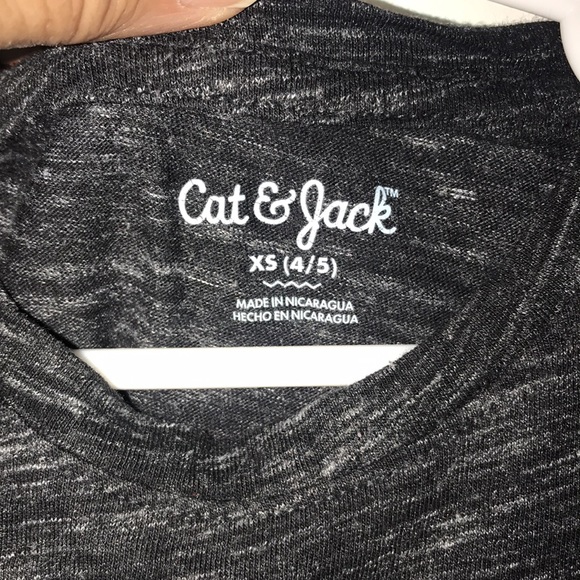 Cat & Jack™
XS (4/5)
MADE IN NICARAGUA
HECHO EN NICARAGUA